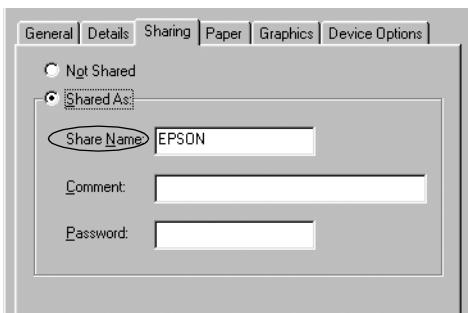 General Details Sharing Paper Graphics Device Options
Not Shared
Shared As:
Share Name: EPSON
Comment:
Password: